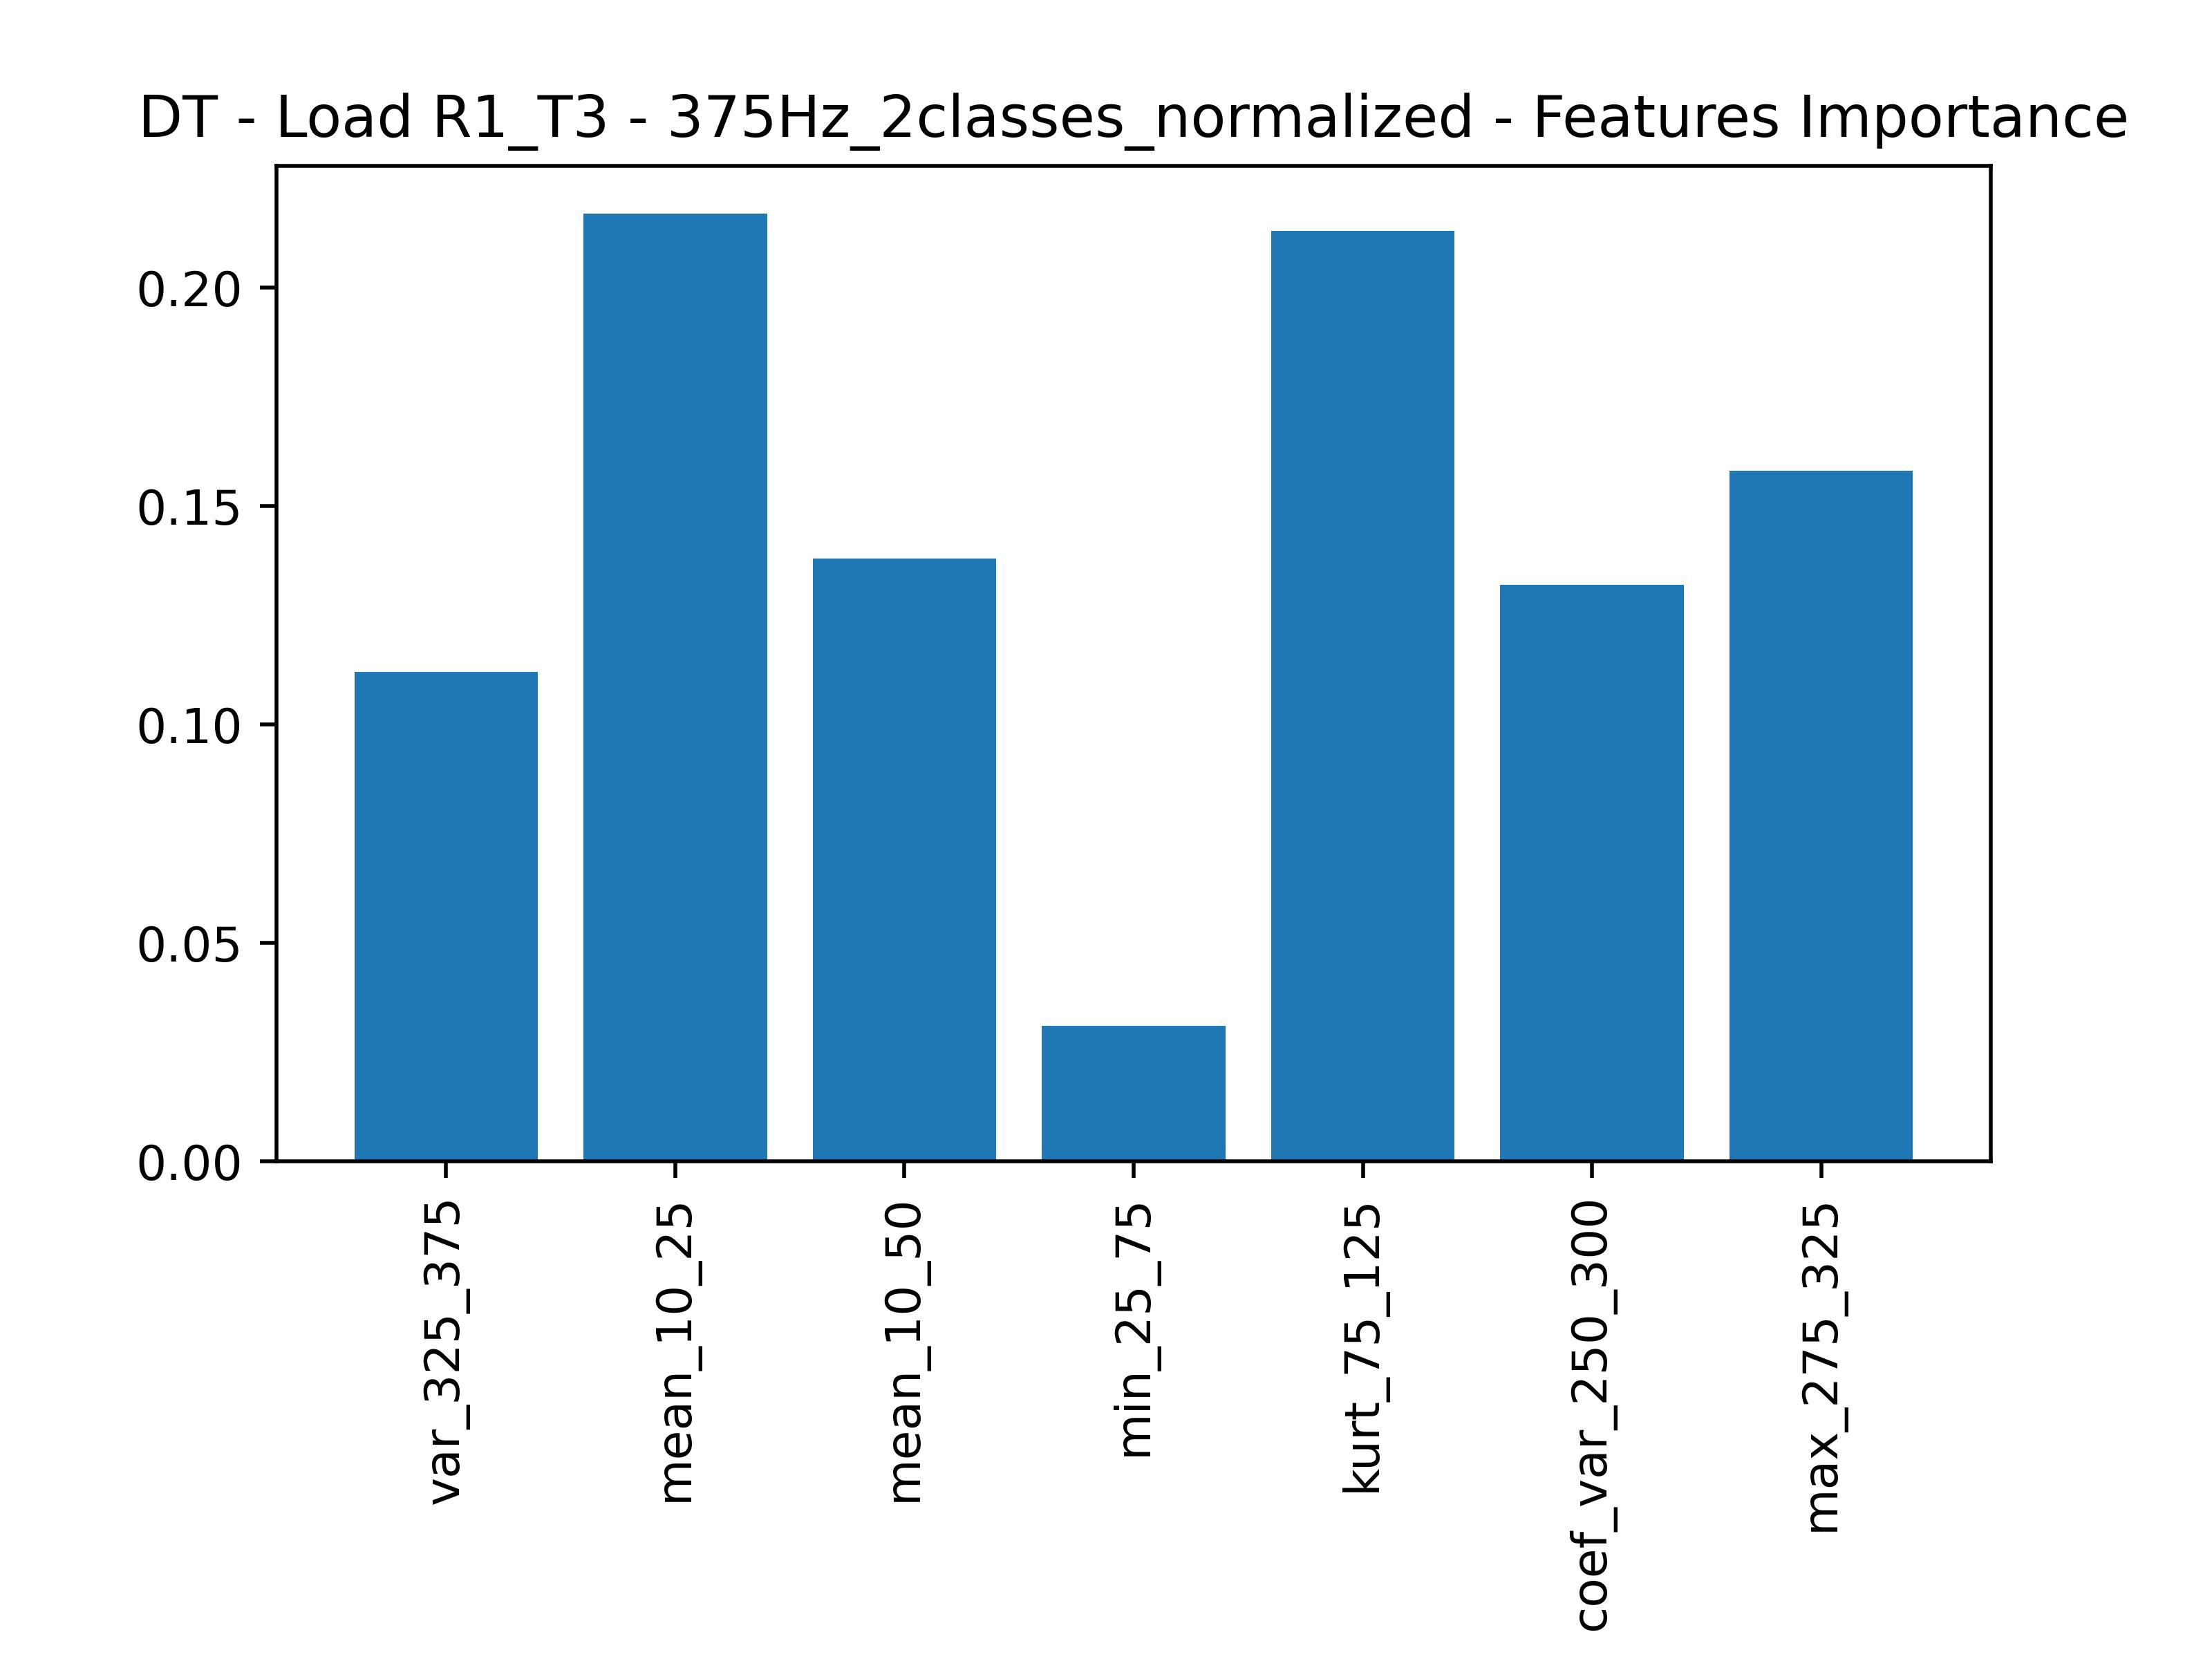 DT - Load R1_T3 - 375Hz_2classes_normalized - Features Importance
0.20
0.15
0.10
0.05
0.00
var_325_375
mean_10_25
mean_10_50
min_25_75
kurt_75_125
coef_var_250_300
max_275_325